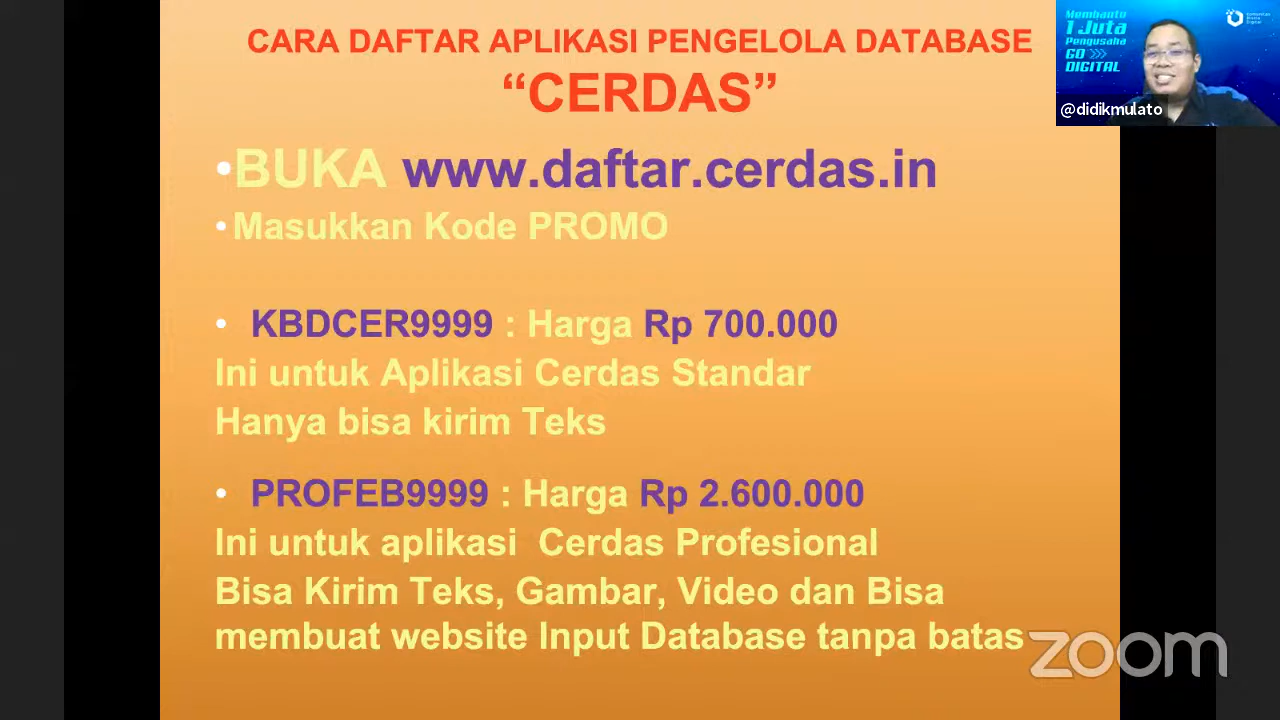 CARA DAFTAR APLIKASI PENGELOLA DATABASE
“CERDAS”
Membantu
1 Juta
Pengusaha
GO
DIGITAL
@didikmulato
•BUKA www.daftar.cerdas.in
• Masukkan Kode PROMO
• KBDCER9999 : Harga Rp 700.000
Ini untuk Aplikasi Cerdas Standar
Hanya bisa kirim Teks
• PROFEB9999 : Harga Rp 2.600.000
Ini untuk aplikasi Cerdas Profesional
Bisa Kirim Teks, Gambar, Video dan Bisa
membuat website Input Database tanpa batas
zoom